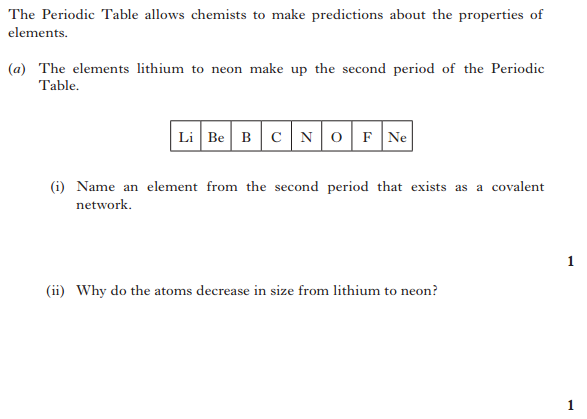 The Periodic Table allows chemists to make predictions about the properties of
elements.
(a) The elements lithium to neon make up the second period of the Periodic
Table.
Li Be B C N O F Ne
(i) Name an element from the second period that exists as a covalent
network.
1
(ii) Why do the atoms decrease in size from lithium to neon?
1